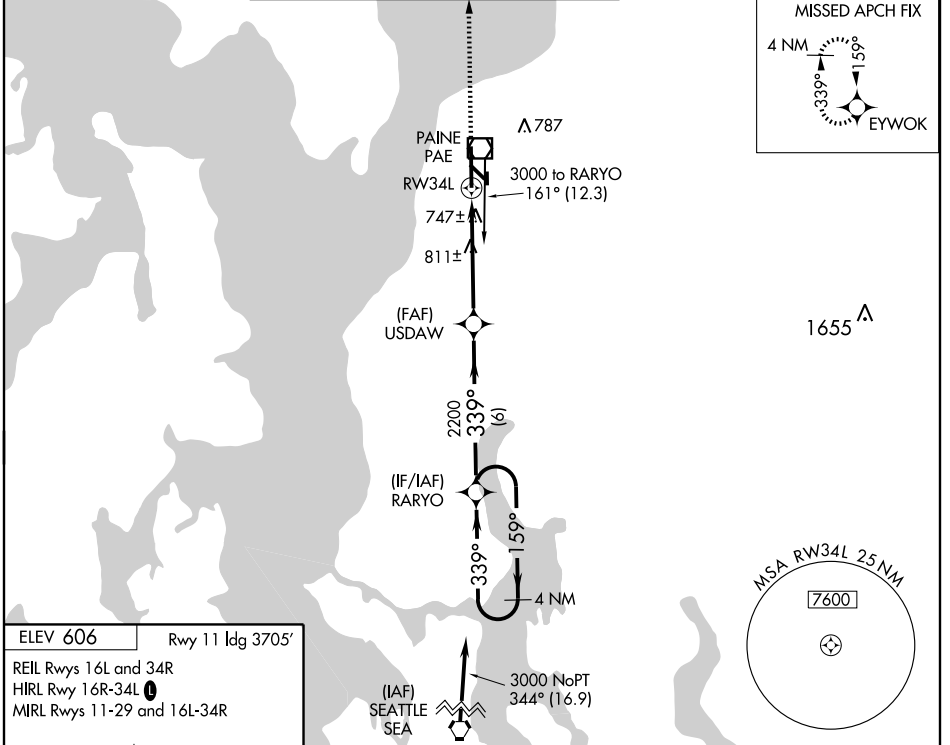 MISSED APCH FIX
4 NM
339°
159°
EYWOK
787
PAINE
PAE
RW34L
3000 to RARYO
161° (12.3)
747±
811±
(FAF)
USDAW
1655
2200
339°
(6)
(IF/IAF)
RARYO
339°
159°
4 NM
MSA RW34L 25 NM
7600
ELEV 606
Rwy 11 ldg 3705'
REIL Rwys 16L and 34R
HIRL Rwy 16R-34L L
MIRL Rwys 11-29 and 16L-34R
(IAF)
SEATTLE
SEA
3000 NoPT
344° (16.9)